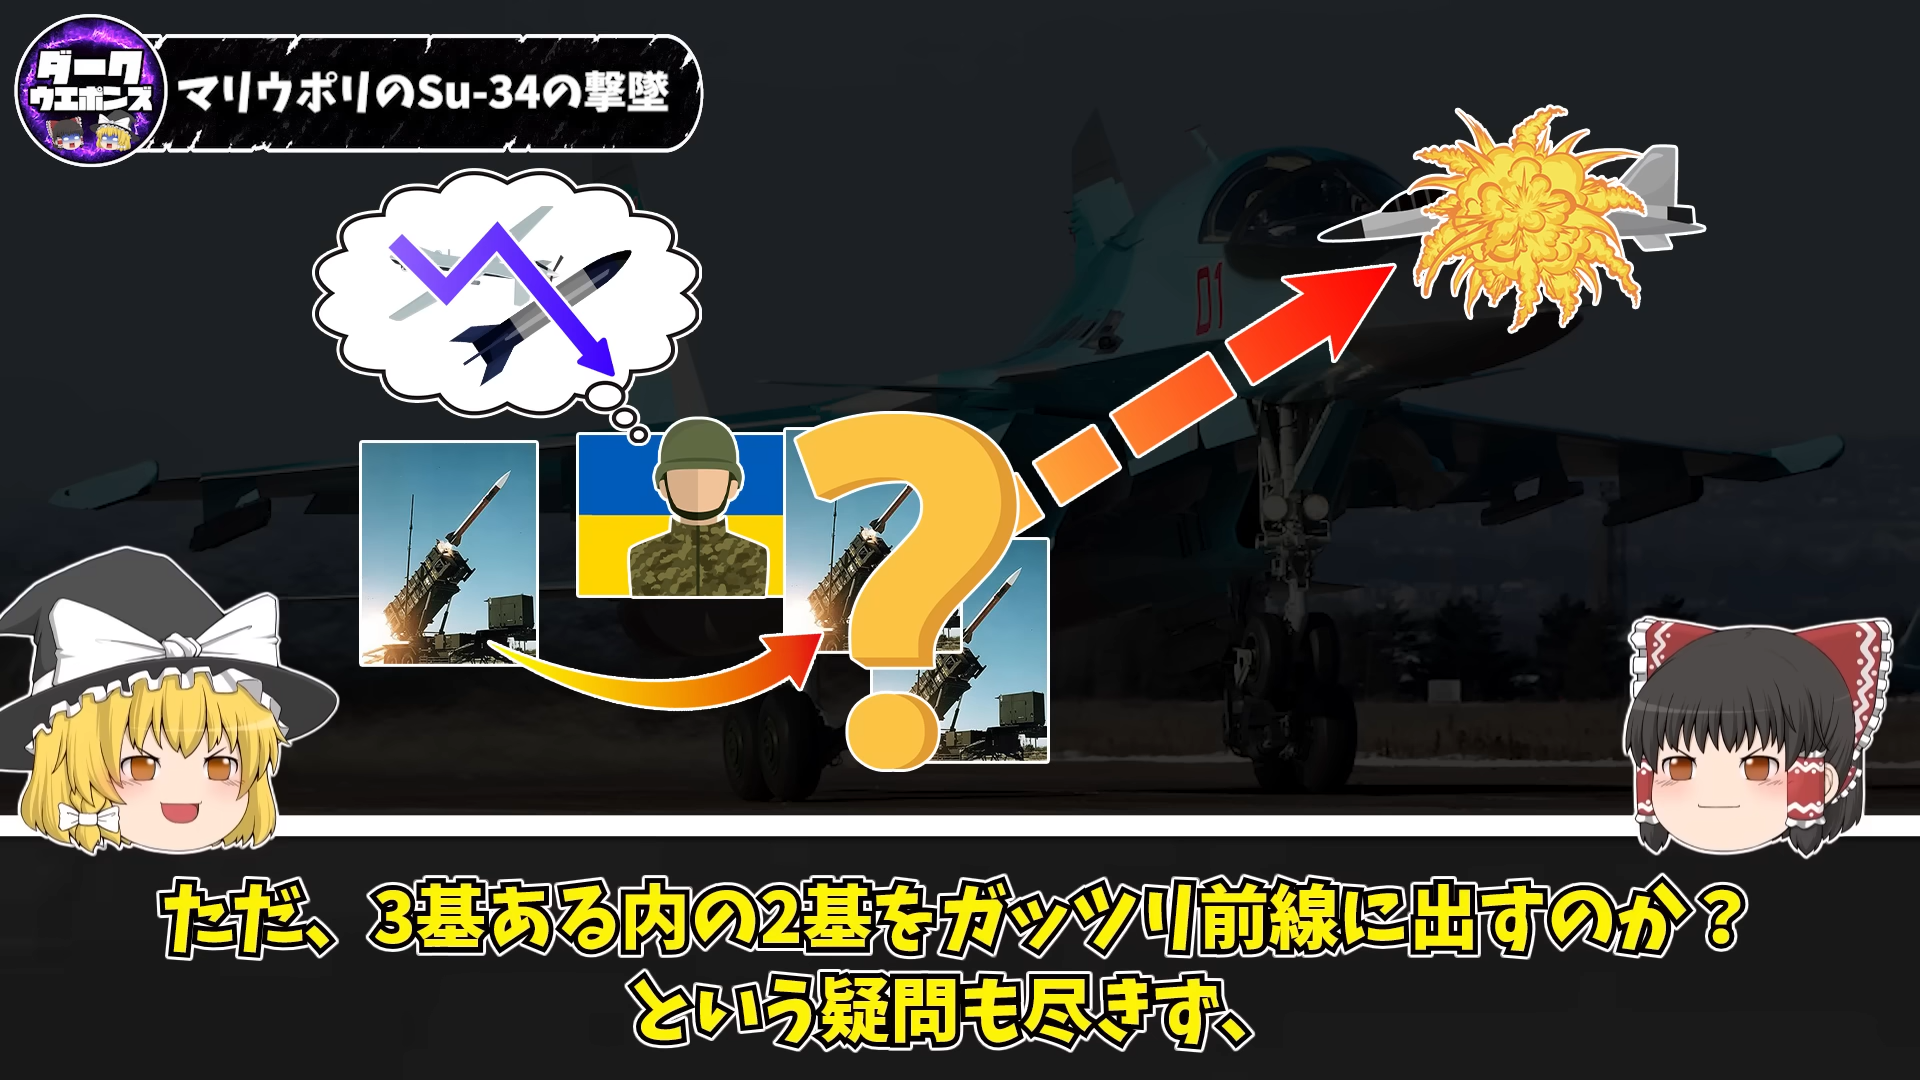 ダーク
ウエポンズ
マリウポリのSu-34の撃墜
01
ただ、3基ある内の2基をガッツリ前線に出すのか？
という疑問も尽きず、